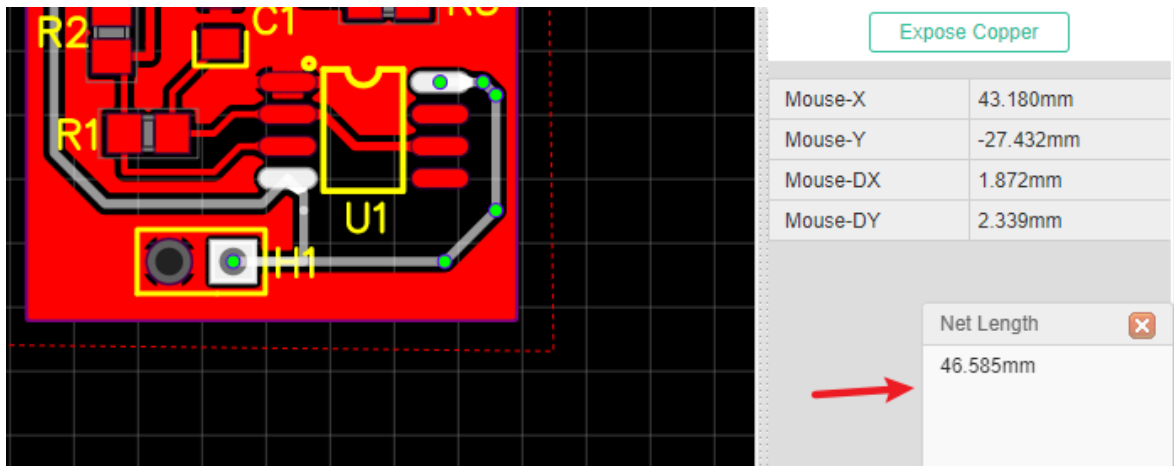 R2
C1
R1
U1
H1
Expose Copper
Mouse-X 43.180mm
Mouse-Y -27.432mm
Mouse-DX 1.872mm
Mouse-DY 2.339mm
Net Length
46.585mm